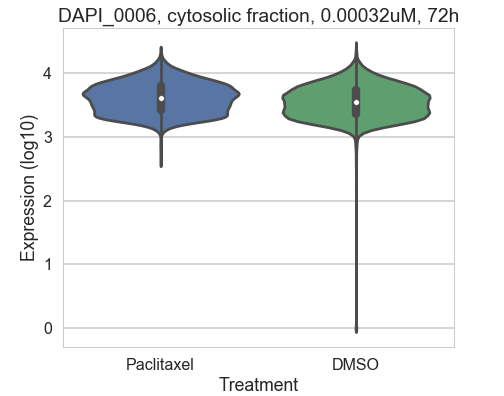 DAPI_0006, cytosolic fraction, 0.00032uM, 72h
Expression (log10)
4
3
2
1
0
Paclitaxel DMSO
Treatment